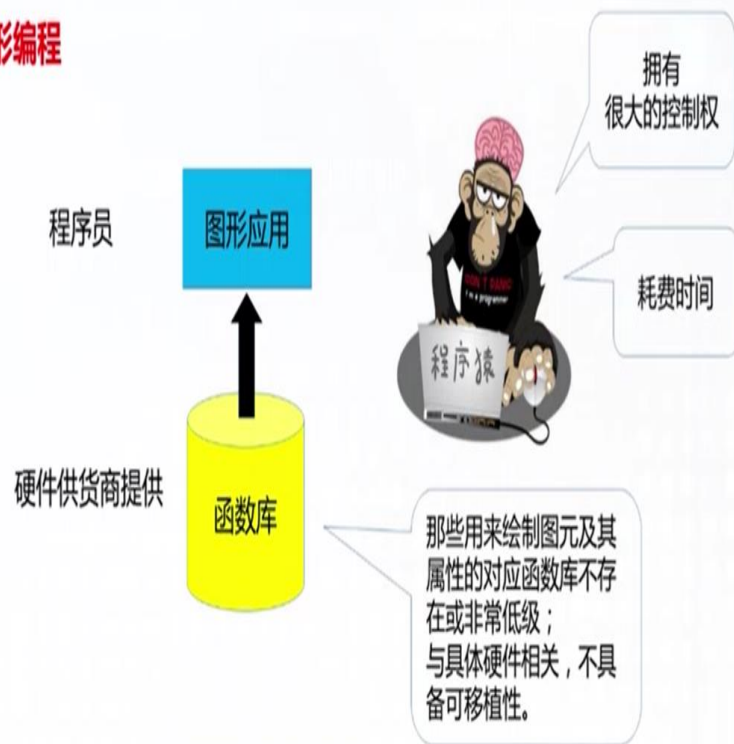 形编程
拥有
很大的控制权
程序员
图形应用
耗费时间
DON'T PANIC
I'm a programmer
程序猿
硬件供货商提供
函数库
那些用来绘制图元及其
属性的对应函数库不存
在或非常低级；
与具体硬件相关，不具
备可移植性。